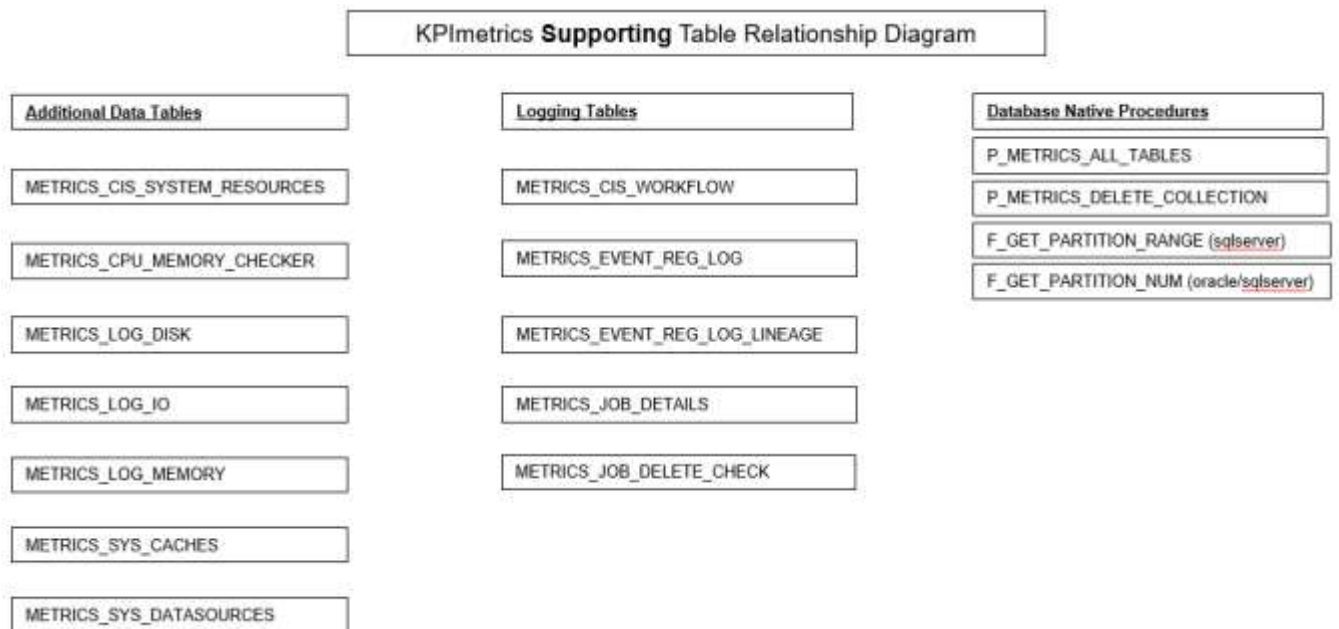 KPImetrics Supporting Table Relationship Diagram
Additional Data Tables
METRICS_CIS_SYSTEM_RESOURCES
METRICS_CPU_MEMORY_CHECKER
METRICS_LOG_DISK
METRICS_LOG_IO
METRICS_LOG_MEMORY
METRICS_SYS_CACHES
METRICS_SYS_DATASOURCES
Logging Tables
METRICS_CIS_WORKFLOW
METRICS_EVENT_REG_LOG
METRICS_EVENT_REG_LOG_LINEAGE
METRICS_JOB_DETAILS
METRICS_JOB_DELETE_CHECK
Database Native Procedures
P_METRICS_ALL_TABLES
P_METRICS_DELETE_COLLECTION
F_GET_PARTITION_RANGE (sqlserver)
F_GET_PARTITION_NUM (oracle/sqlserver)